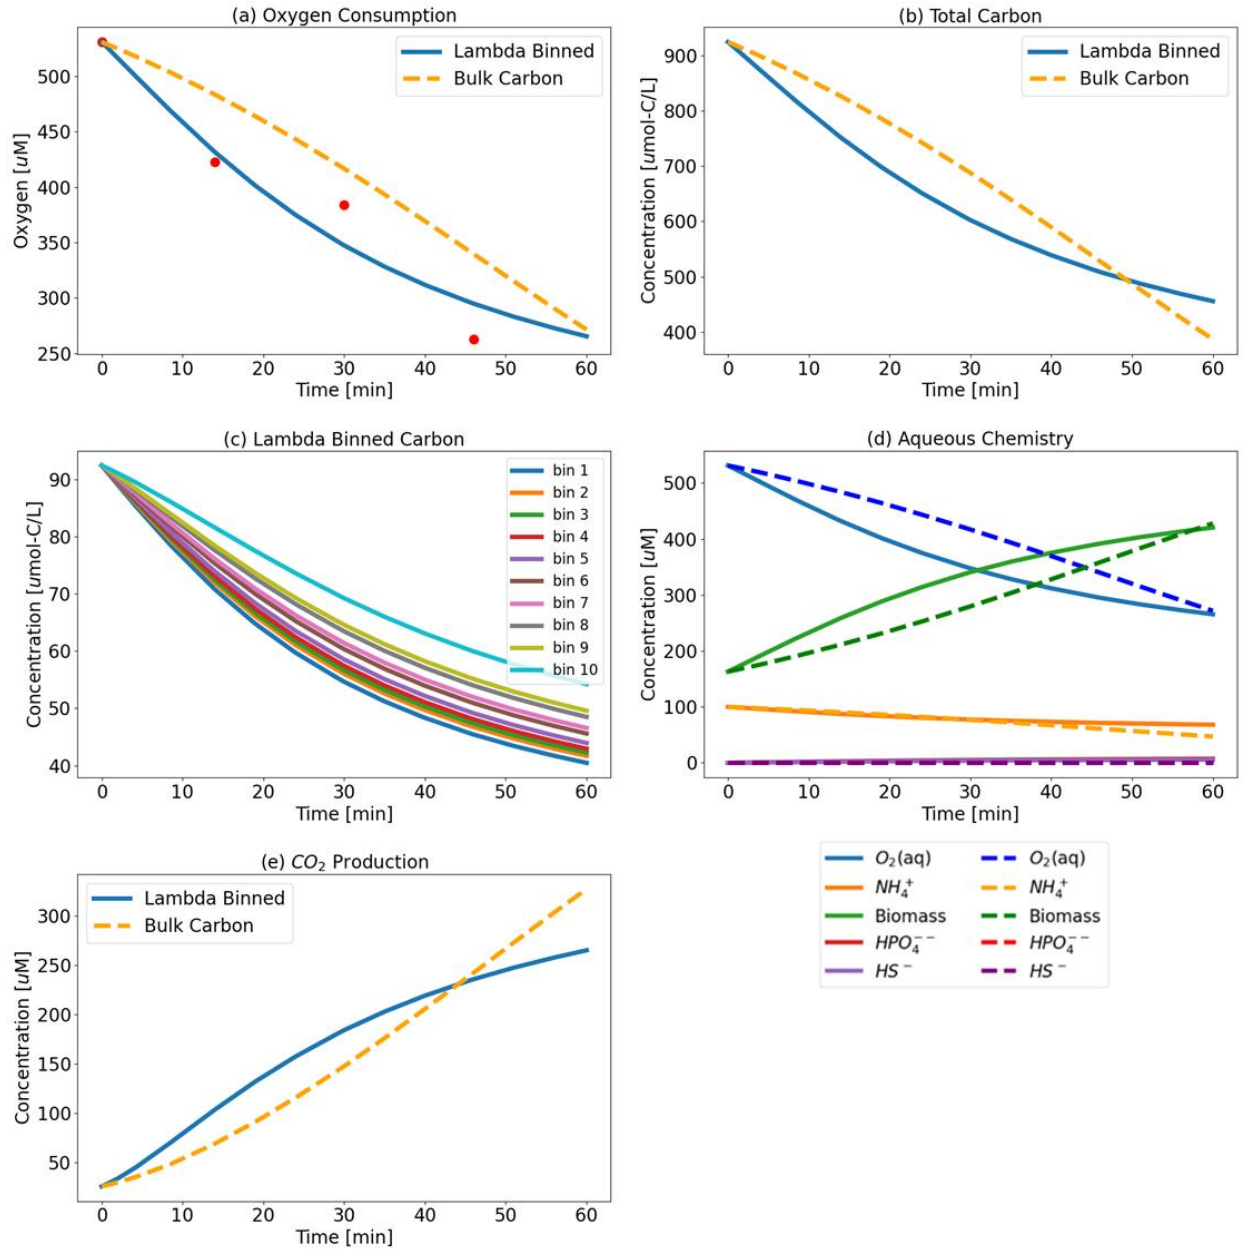 (a) Oxygen Consumption
Oxygen [uM]
500
450
400
350
300
250
Lambda Binned
Bulk Carbon
0 10 20 30 40 50 60
Time [min]
(b) Total Carbon
Concentration [umol-C/L]
900
800
700
600
500
400
Lambda Binned
Bulk Carbon
0 10 20 30 40 50 60
Time [min]
(c) Lambda Binned Carbon
Concentration [umol-C/L]
90
80
70
60
50
40
bin 1
bin 2
bin 3
bin 4
bin 5
bin 6
bin 7
bin 8
bin 9
bin 10
0 10 20 30 40 50 60
Time [min]
(d) Aqueous Chemistry
Concentration [uM]
500
400
300
200
100
0
0 10 20 30 40 50 60
Time [min]
O₂(aq) O₂(aq)
NH₄⁺ NH₄⁺
Biomass Biomass
HPO₄⁻⁻ HPO₄⁻⁻
HS⁻ HS⁻
(e) CO₂ Production
Concentration [uM]
300
250
200
150
100
50
Lambda Binned
Bulk Carbon
0 10 20 30 40 50 60
Time [min]